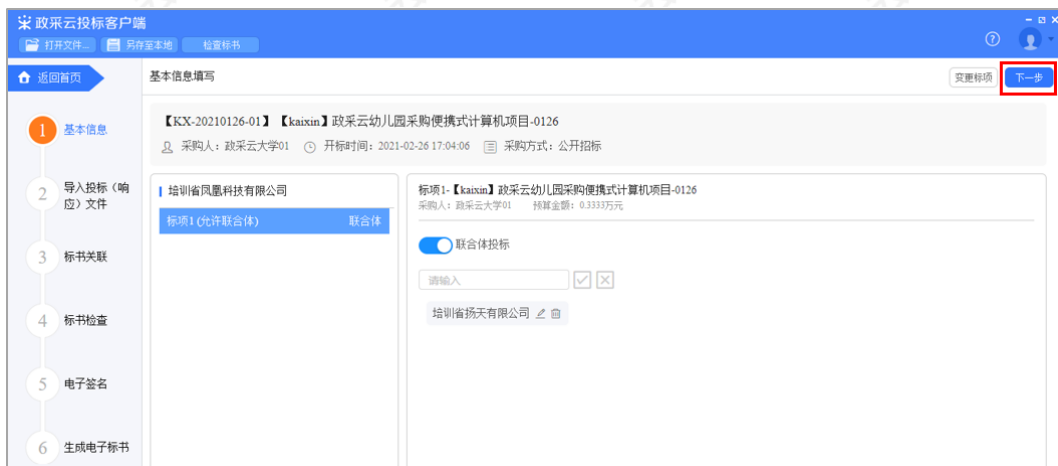 政采云投标客户端
打开文件... 另存至本地 检查标书
返回首页 基本信息填写 变更标项 下一步
1 基本信息
2 导入投标（响
应）文件
3 标书关联
4 标书检查
5 电子签名
6 生成电子标书
【KX-20210126-01】【kaixin】政采云幼儿园采购便携式计算机项目-0126
采购人：政采云大学01 开标时间：2021-02-26 17:04:06 采购方式：公开招标
培训省凤凰科技有限公司
标项1 (允许联合体) 联合体
标项1-【kaixin】政采云幼儿园采购便携式计算机项目-0126
采购人：政采云大学01 预算金额：0.3333万元
联合体投标
请输入
培训省扬天有限公司